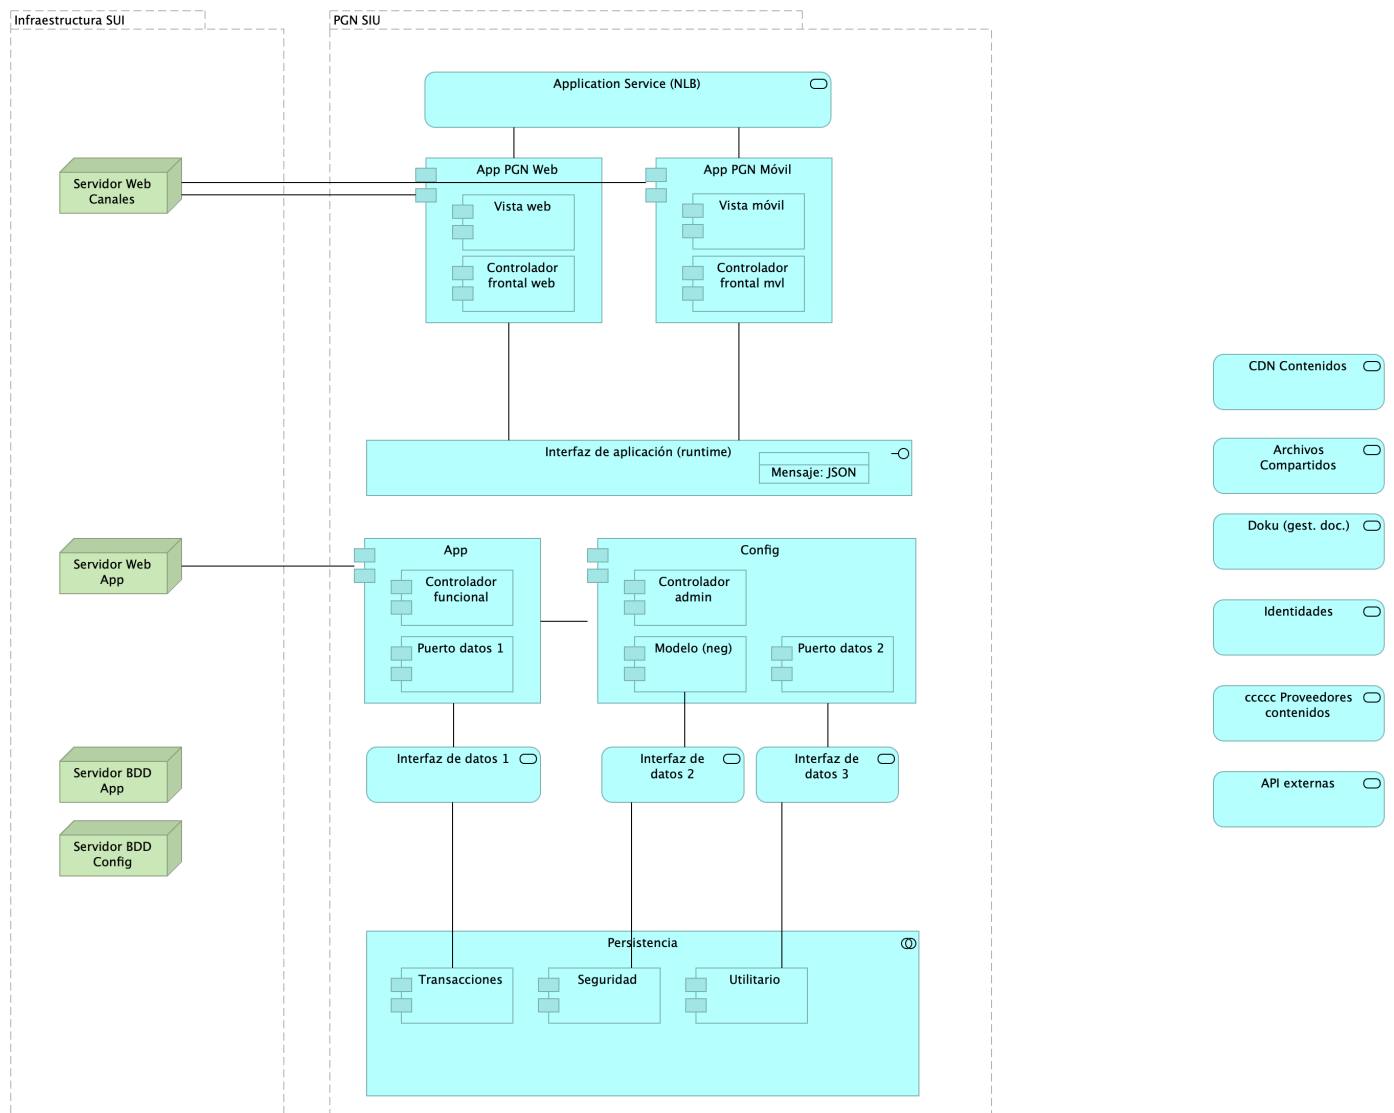 Infraestructura SUI
PGN SIU
Application Service (NLB)
Servidor Web
Canales
App PGN Web
Vista web
Controlador
frontal web
App PGN Móvil
Vista móvil
Controlador
frontal mvl
Interfaz de aplicación (runtime)
Mensaje: JSON
Servidor Web
App
App
Controlador
funcional
Puerto datos 1
Config
Controlador
admin
Modelo (neg)
Puerto datos 2
Servidor BDD
App
Interfaz de datos 1
Interfaz de
datos 2
Interfaz de
datos 3
Servidor BDD
Config
Persistencia
Transacciones
Seguridad
Utilitario
CDN Contenidos
Archivos
Compartidos
Doku (gest. doc.)
Identidades
ccccc Proveedores
contenidos
API externas